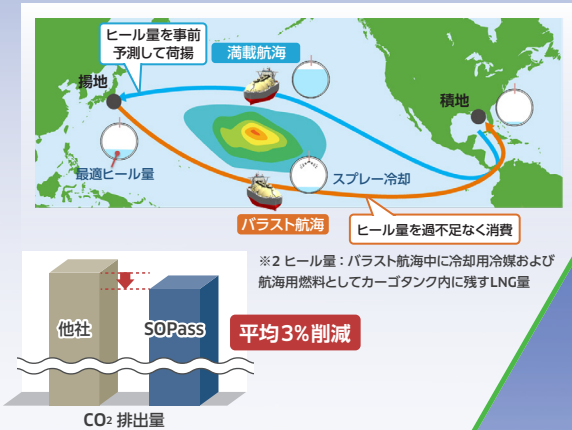 ヒール量を事前
予測して荷揚
満載航海
揚地
積地
最適ヒール量
スプレー冷却
バラスト航海
ヒール量を過不足なく消費
※2 ヒール量：バラスト航海中に冷却用冷媒および
航海用燃料としてカーゴタンク内に残すLNG量
他社
SOPass
平均3%削減
CO2 排出量